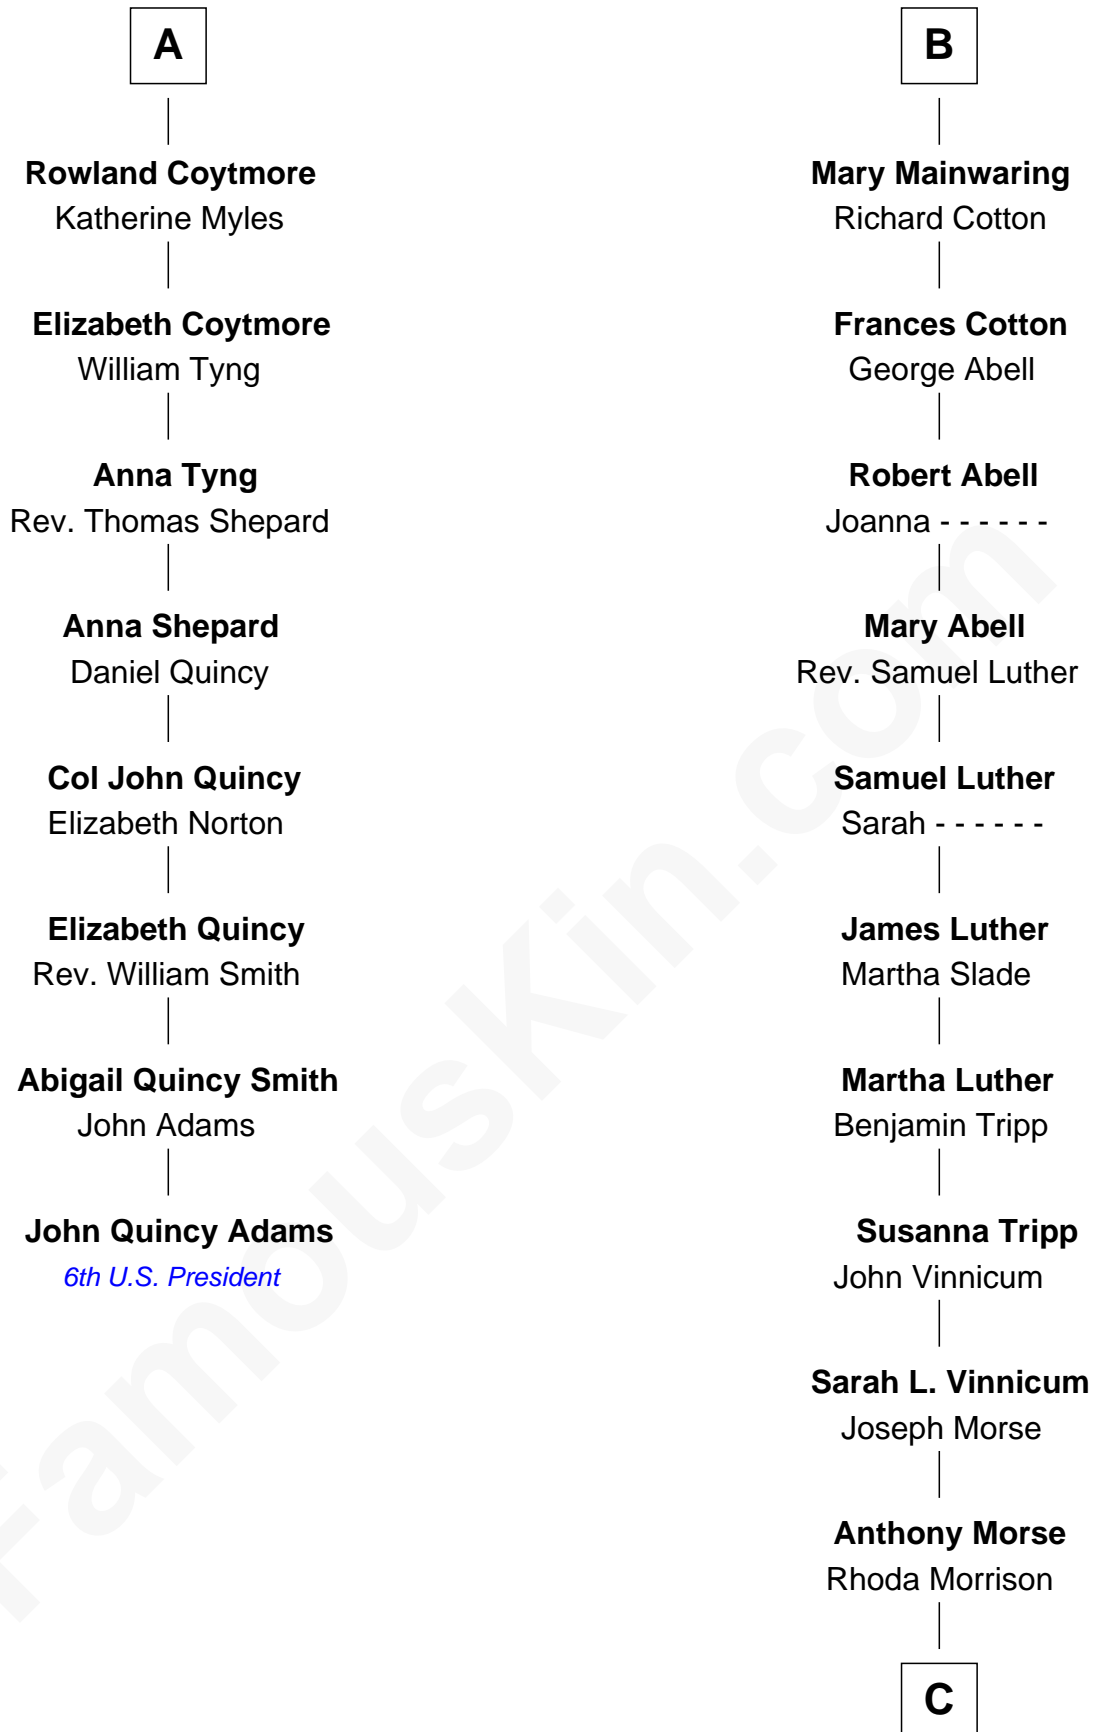 A
Rowland Coytmore
Katherine Myles
Elizabeth Coytmore
William Tyng
Anna Tyng
Rev. Thomas Shepard
Anna Shepard
Daniel Quincy
Col John Quincy
Elizabeth Norton
Elizabeth Quincy
Rev. William Smith
Abigail Quincy Smith
John Adams
John Quincy Adams
6th U.S. President
B
Mary Mainwaring
Richard Cotton
Frances Cotton
George Abell
Robert Abell
Joanna - - - - - -
Mary Abell
Rev. Samuel Luther
Samuel Luther
Sarah - - - - - -
James Luther
Martha Slade
Martha Luther
Benjamin Tripp
Susanna Tripp
John Vinnicum
Sarah L. Vinnicum
Joseph Morse
Anthony Morse
Rhoda Morrison
C
FamousKin.com